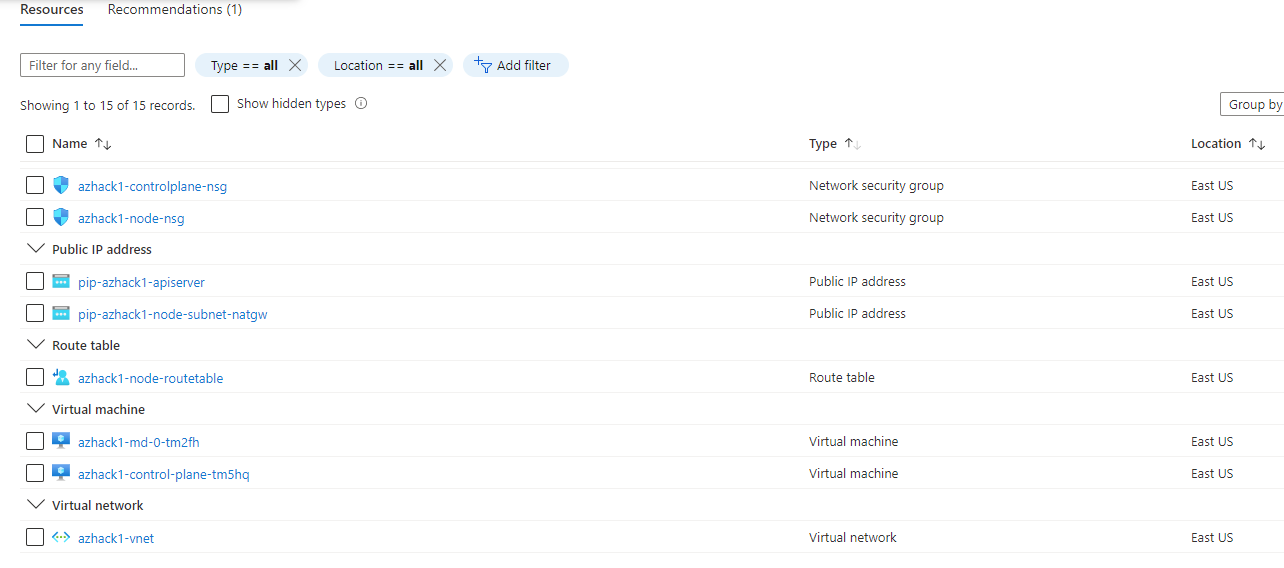 Resources Recommendations (1)
Filter for any field... Type == all Location == all Add filter
Showing 1 to 15 of 15 records. Show hidden types
Group by
Name Type Location
azhack1-controlplane-nsg Network security group East US
azhack1-node-nsg Network security group East US
Public IP address
pip-azhack1-apiserver Public IP address East US
pip-azhack1-node-subnet-natgw Public IP address East US
Route table
azhack1-node-routetable Route table East US
Virtual machine
azhack1-md-0-tm2fh Virtual machine East US
azhack1-control-plane-tm5hq Virtual machine East US
Virtual network
azhack1-vnet Virtual network East US